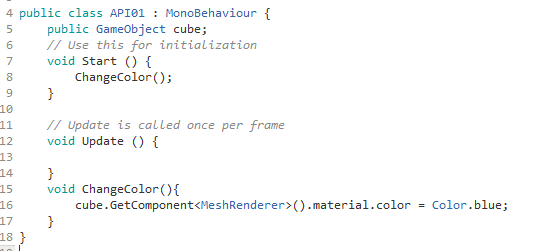 4 public class API01 : MonoBehaviour {
5     public GameObject cube;
6     // Use this for initialization
7     void Start () {
8         ChangeColor();
9     }
10
11     // Update is called once per frame
12     void Update () {
13
14     }
15     void ChangeColor(){
16         cube.GetComponent<MeshRenderer>().material.color = Color.blue;
17     }
18 }